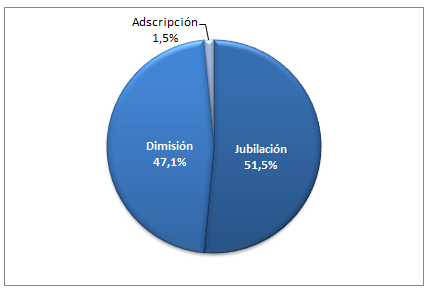 Adscripción
1,5%
Dimisión
47,1%
Jubilación
51,5%